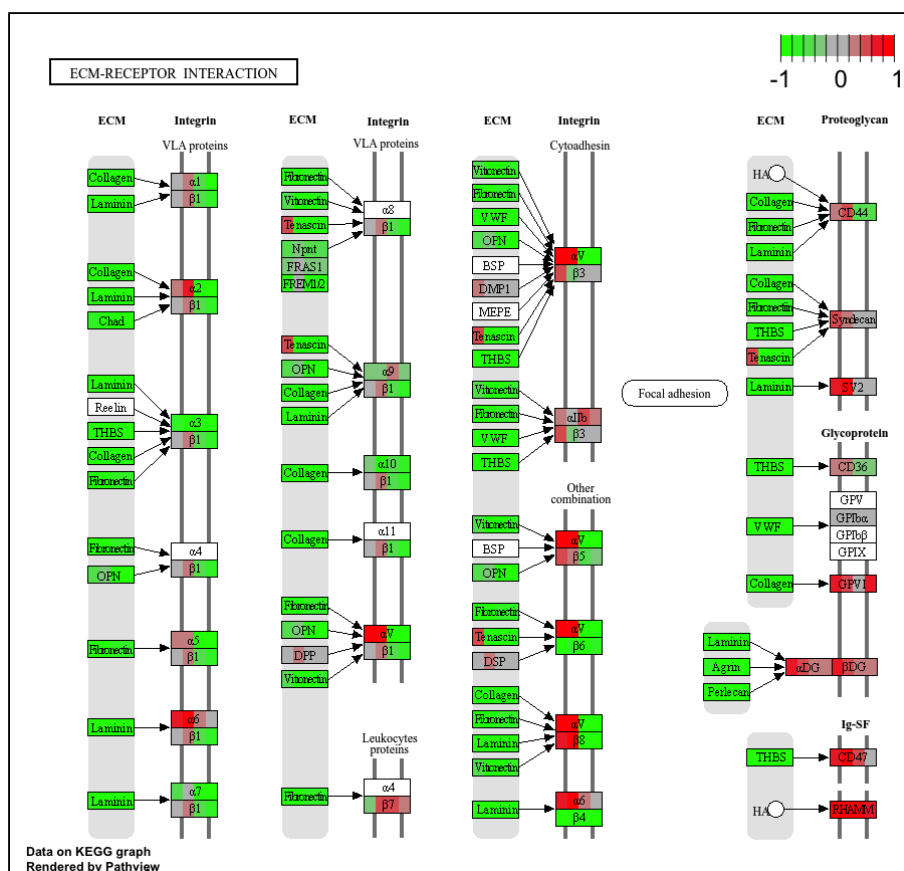 ECM-RECEPTOR INTERACTION
-1 0 1
ECM Integrin
VLA proteins
Collagen α1
Laminin β1
Collagen α2
Laminin β1
Chad
Laminin
Reelin α3
THBS β1
Collagen
Fibronectin
Fibronectin α4
OPN β1
Fibronectin α5
β1
Laminin α6
β1
Laminin α7
β1
ECM Integrin
VLA proteins
Fibronectin
Vitronectin α8
Tenascin β1
Npnt
FRAS1
FREM1/2
Tenascin
OPN α9
Collagen β1
Laminin
Collagen α10
β1
Collagen α11
β1
Fibronectin
OPN αV
DPP β1
Vitronectin
Leukocytes
proteins
Fibronectin α4
β7
ECM Integrin
Cytoadhesin
Vitronectin
Fibronectin
VWF
OPN αV
BSP β3
DMP1
MEPE
Tenascin
THBS
Vitronectin
Fibronectin αIIb
VWF β3
THBS
Other
combination
Vitronectin αV
BSP β5
OPN
Fibronectin αV
Tenascin β6
DSP
Collagen
Fibronectin αV
Laminin β8
Vitronectin
Laminin α6
β4
Focal adhesion
ECM Proteoglycan
HA
Collagen CD44
Fibronectin
Laminin
Collagen
Fibronectin Syndecan
THBS
Tenascin
Laminin SV2
Glycoprotein
THBS CD36
GPV
VWF GPIbα
GPIbβ
GPIX
Collagen GPVI
Laminin
Agrin αDG βDG
Perlecan
Ig-SF
THBS CD47
HA RHAMM
Data on KEGG graph
Rendered by Pathview